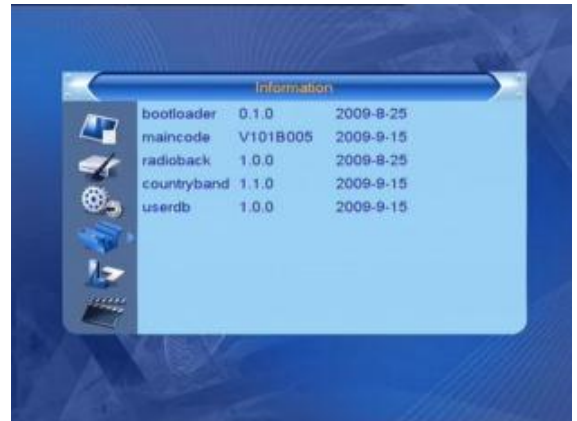 Information
bootloader 0.1.0 2009-8-25
maincode V101B005 2009-9-15
radioback 1.0.0 2009-8-25
countryband 1.1.0 2009-9-15
userdb 1.0.0 2009-9-15